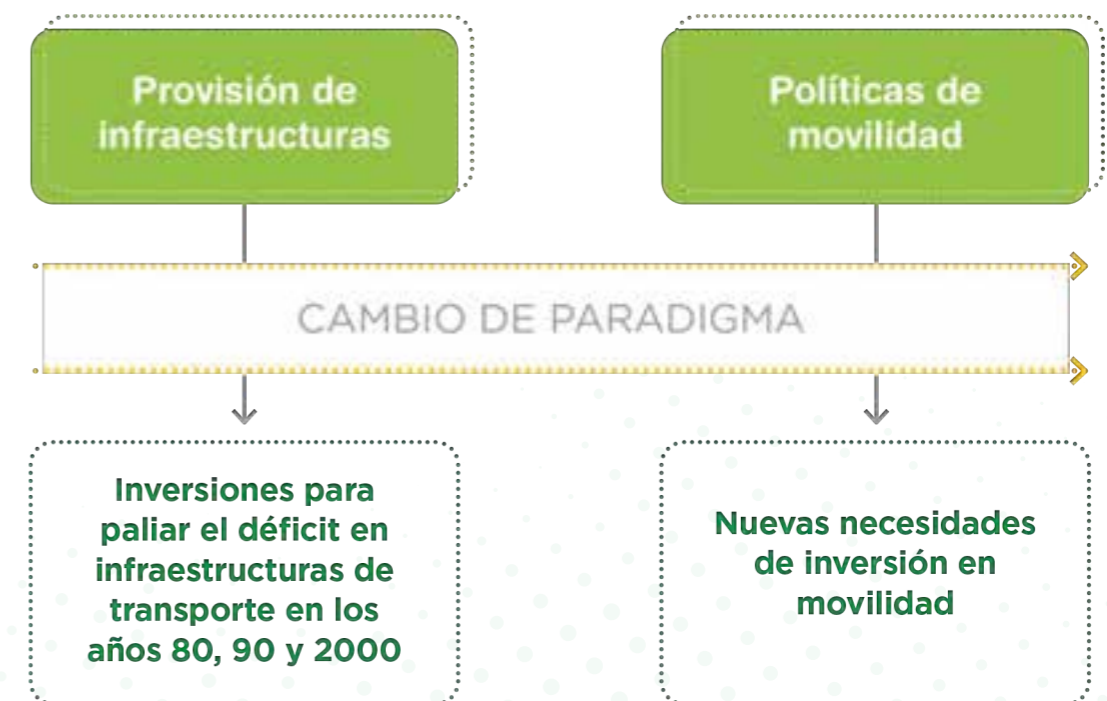 Provisión de
infraestructuras
Políticas de
movilidad
CAMBIO DE PARADIGMA
Inversiones para
paliar el déficit en
infraestructuras de
transporte en los
años 80, 90 y 2000
Nuevas necesidades
de inversión en
movilidad